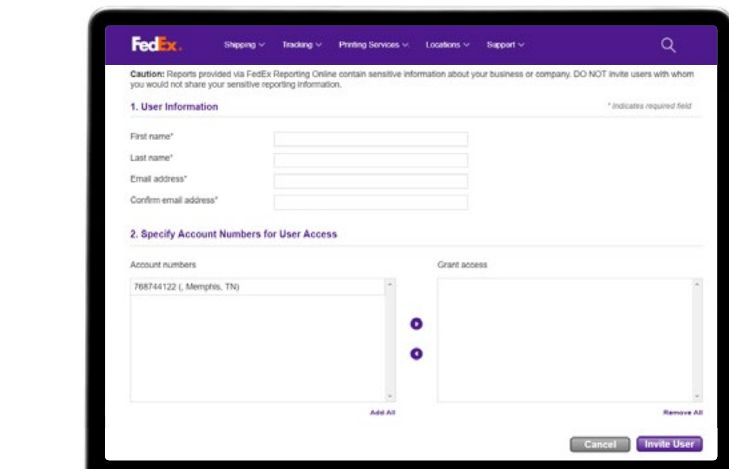 FedEx.
Shipping
Tracking
Printing Services
Locations
Support
Caution: Reports provided via FedEx Reporting Online contain sensitive information about your business or company. DO NOT invite users with whom
you would not share your sensitive reporting information.
1. User Information
* Indicates required field
First name*
Last name*
Email address*
Confirm email address*
2. Specify Account Numbers for User Access
Account numbers
Grant access
768744122 (, Memphis, TN)
Add All
Remove All
Cancel
Invite User